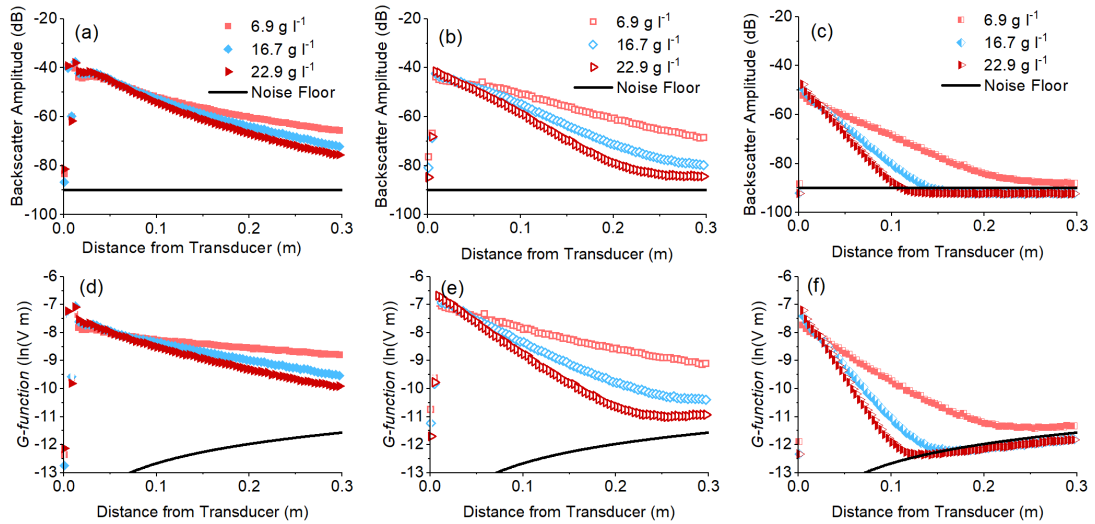 (a)
6.9 g l⁻¹
16.7 g l⁻¹
22.9 g l⁻¹
Noise Floor
Backscatter Amplitude (dB)
-20
-40
-60
-80
-100
0.0 0.1 0.2 0.3
Distance from Transducer (m)
(b)
6.9 g l⁻¹
16.7 g l⁻¹
22.9 g l⁻¹
Noise Floor
Backscatter Amplitude (dB)
-20
-40
-60
-80
-100
0.0 0.1 0.2 0.3
Distance from Transducer (m)
(c)
6.9 g l⁻¹
16.7 g l⁻¹
22.9 g l⁻¹
Noise Floor
Backscatter Amplitude (dB)
-20
-40
-60
-80
-100
0.0 0.1 0.2 0.3
Distance from Transducer (m)
(d)
G-function (ln(V m))
-6
-7
-8
-9
-10
-11
-12
-13
0.0 0.1 0.2 0.3
Distance from Transducer (m)
(e)
G-function (ln(V m))
-6
-7
-8
-9
-10
-11
-12
-13
0.0 0.1 0.2 0.3
Distance from Transducer (m)
(f)
G-function (ln(V m))
-6
-7
-8
-9
-10
-11
-12
-13
0.0 0.1 0.2 0.3
Distance from Transducer (m)